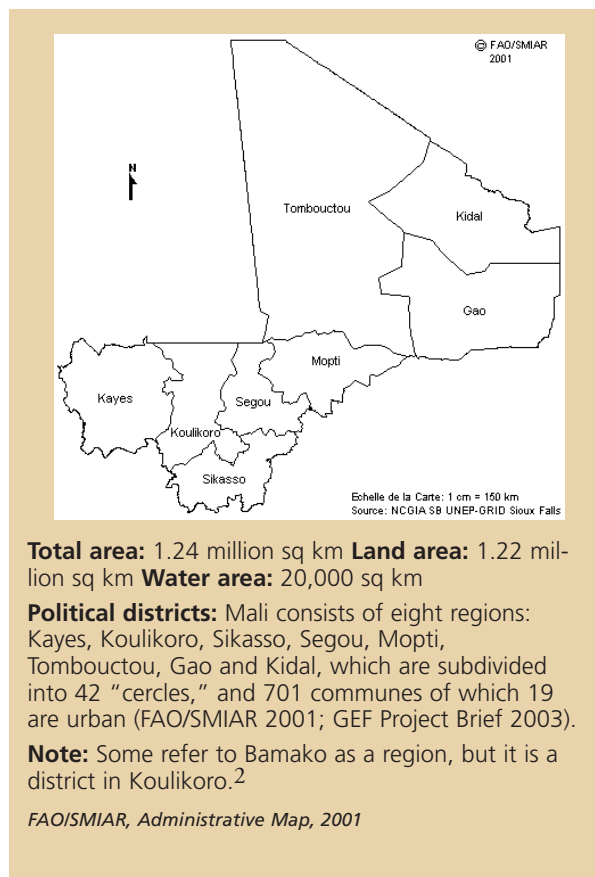 © FAO/SMIAR
2001
N
Tombouctou
Kidal
Gao
Mopti
Kayes
Segou
Koulikoro
Sikasso
Echelle de la Carte: 1 cm = 150 km
Source: NCGIA SB UNEP-GRID Sioux Falls
Total area: 1.24 million sq km Land area: 1.22 mil-
lion sq km Water area: 20,000 sq km
Political districts: Mali consists of eight regions:
Kayes, Koulikoro, Sikasso, Segou, Mopti,
Tombouctou, Gao and Kidal, which are subdivided
into 42 “cercles,” and 701 communes of which 19
are urban (FAO/SMIAR 2001; GEF Project Brief 2003).
Note: Some refer to Bamako as a region, but it is a
district in Koulikoro.2
FAO/SMIAR, Administrative Map, 2001